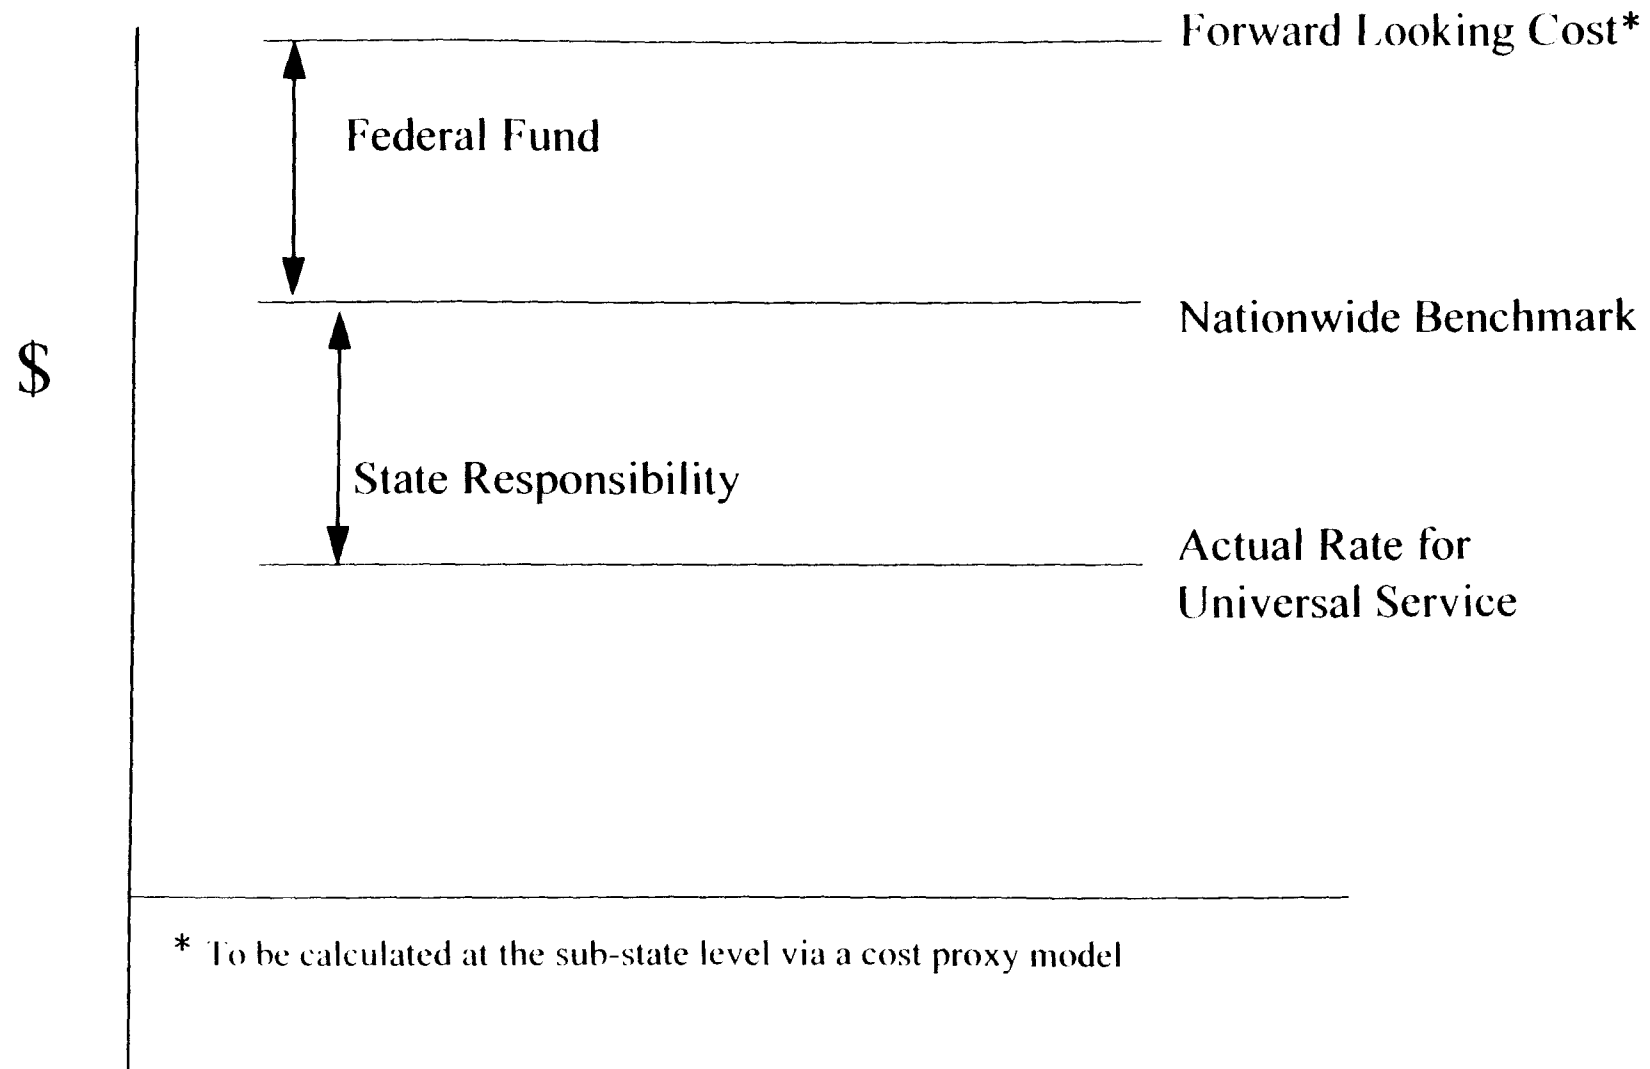 Forward Looking Cost*
Federal Fund
Nationwide Benchmark
$
State Responsibility
Actual Rate for
Universal Service
* To be calculated at the sub-state level via a cost proxy model